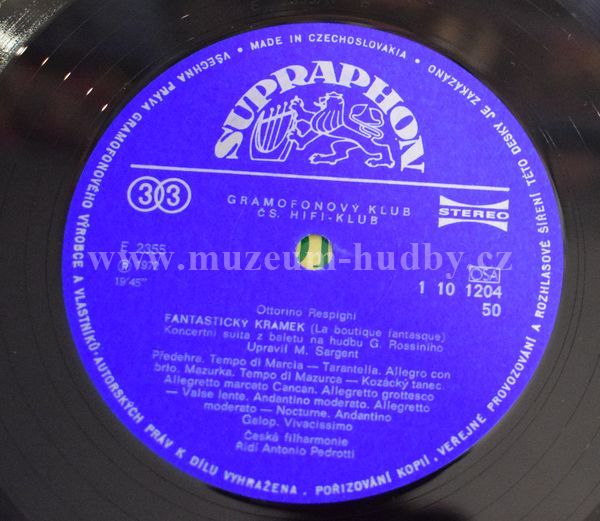 • MADE IN CZECHOSLOVAKIA •
VŠECHNA PRÁVA GRAMOFONOVÉHO VÝROBCE A VLASTNÍKŮ AUTORSKÝCH PRÁV K DÍLU VYHRAŽENA. POŘIZOVÁNÍ KOPIÍ, VEŘEJNÉ PROVOZOVÁNÍ A ROZHLASOVÉ ŠÍŘENÍ TÉTO DESKY JE ZAKÁZÁNO
SUPRAPHON
33
GRAMOFONOVÝ KLUB
ČS. HIFI-KLUB
STEREO
E 2355
www.muzeum-hudby.cz
19'45"
OSA
1 10 1204
50
Ottorino Respighi
FANTASTICKÝ KRÁMEK (La boutique fantasque)
Koncertní suita z baletu na hudbu G. Rossiniho
Upravil M. Sargent
Předehra. Tempo di Marcia — Tarantella. Allegro con
brio. Mazurka. Tempo di Mazurca — Kozácký tanec.
Allegretto marcato Cancan. Allegretto grottesco
— Valse lente. Andantino moderato. Allegretto
moderato — Nocturne. Andantino
Galop. Vivacissimo
Česká filharmonie
Řídí Antonio Pedrotti